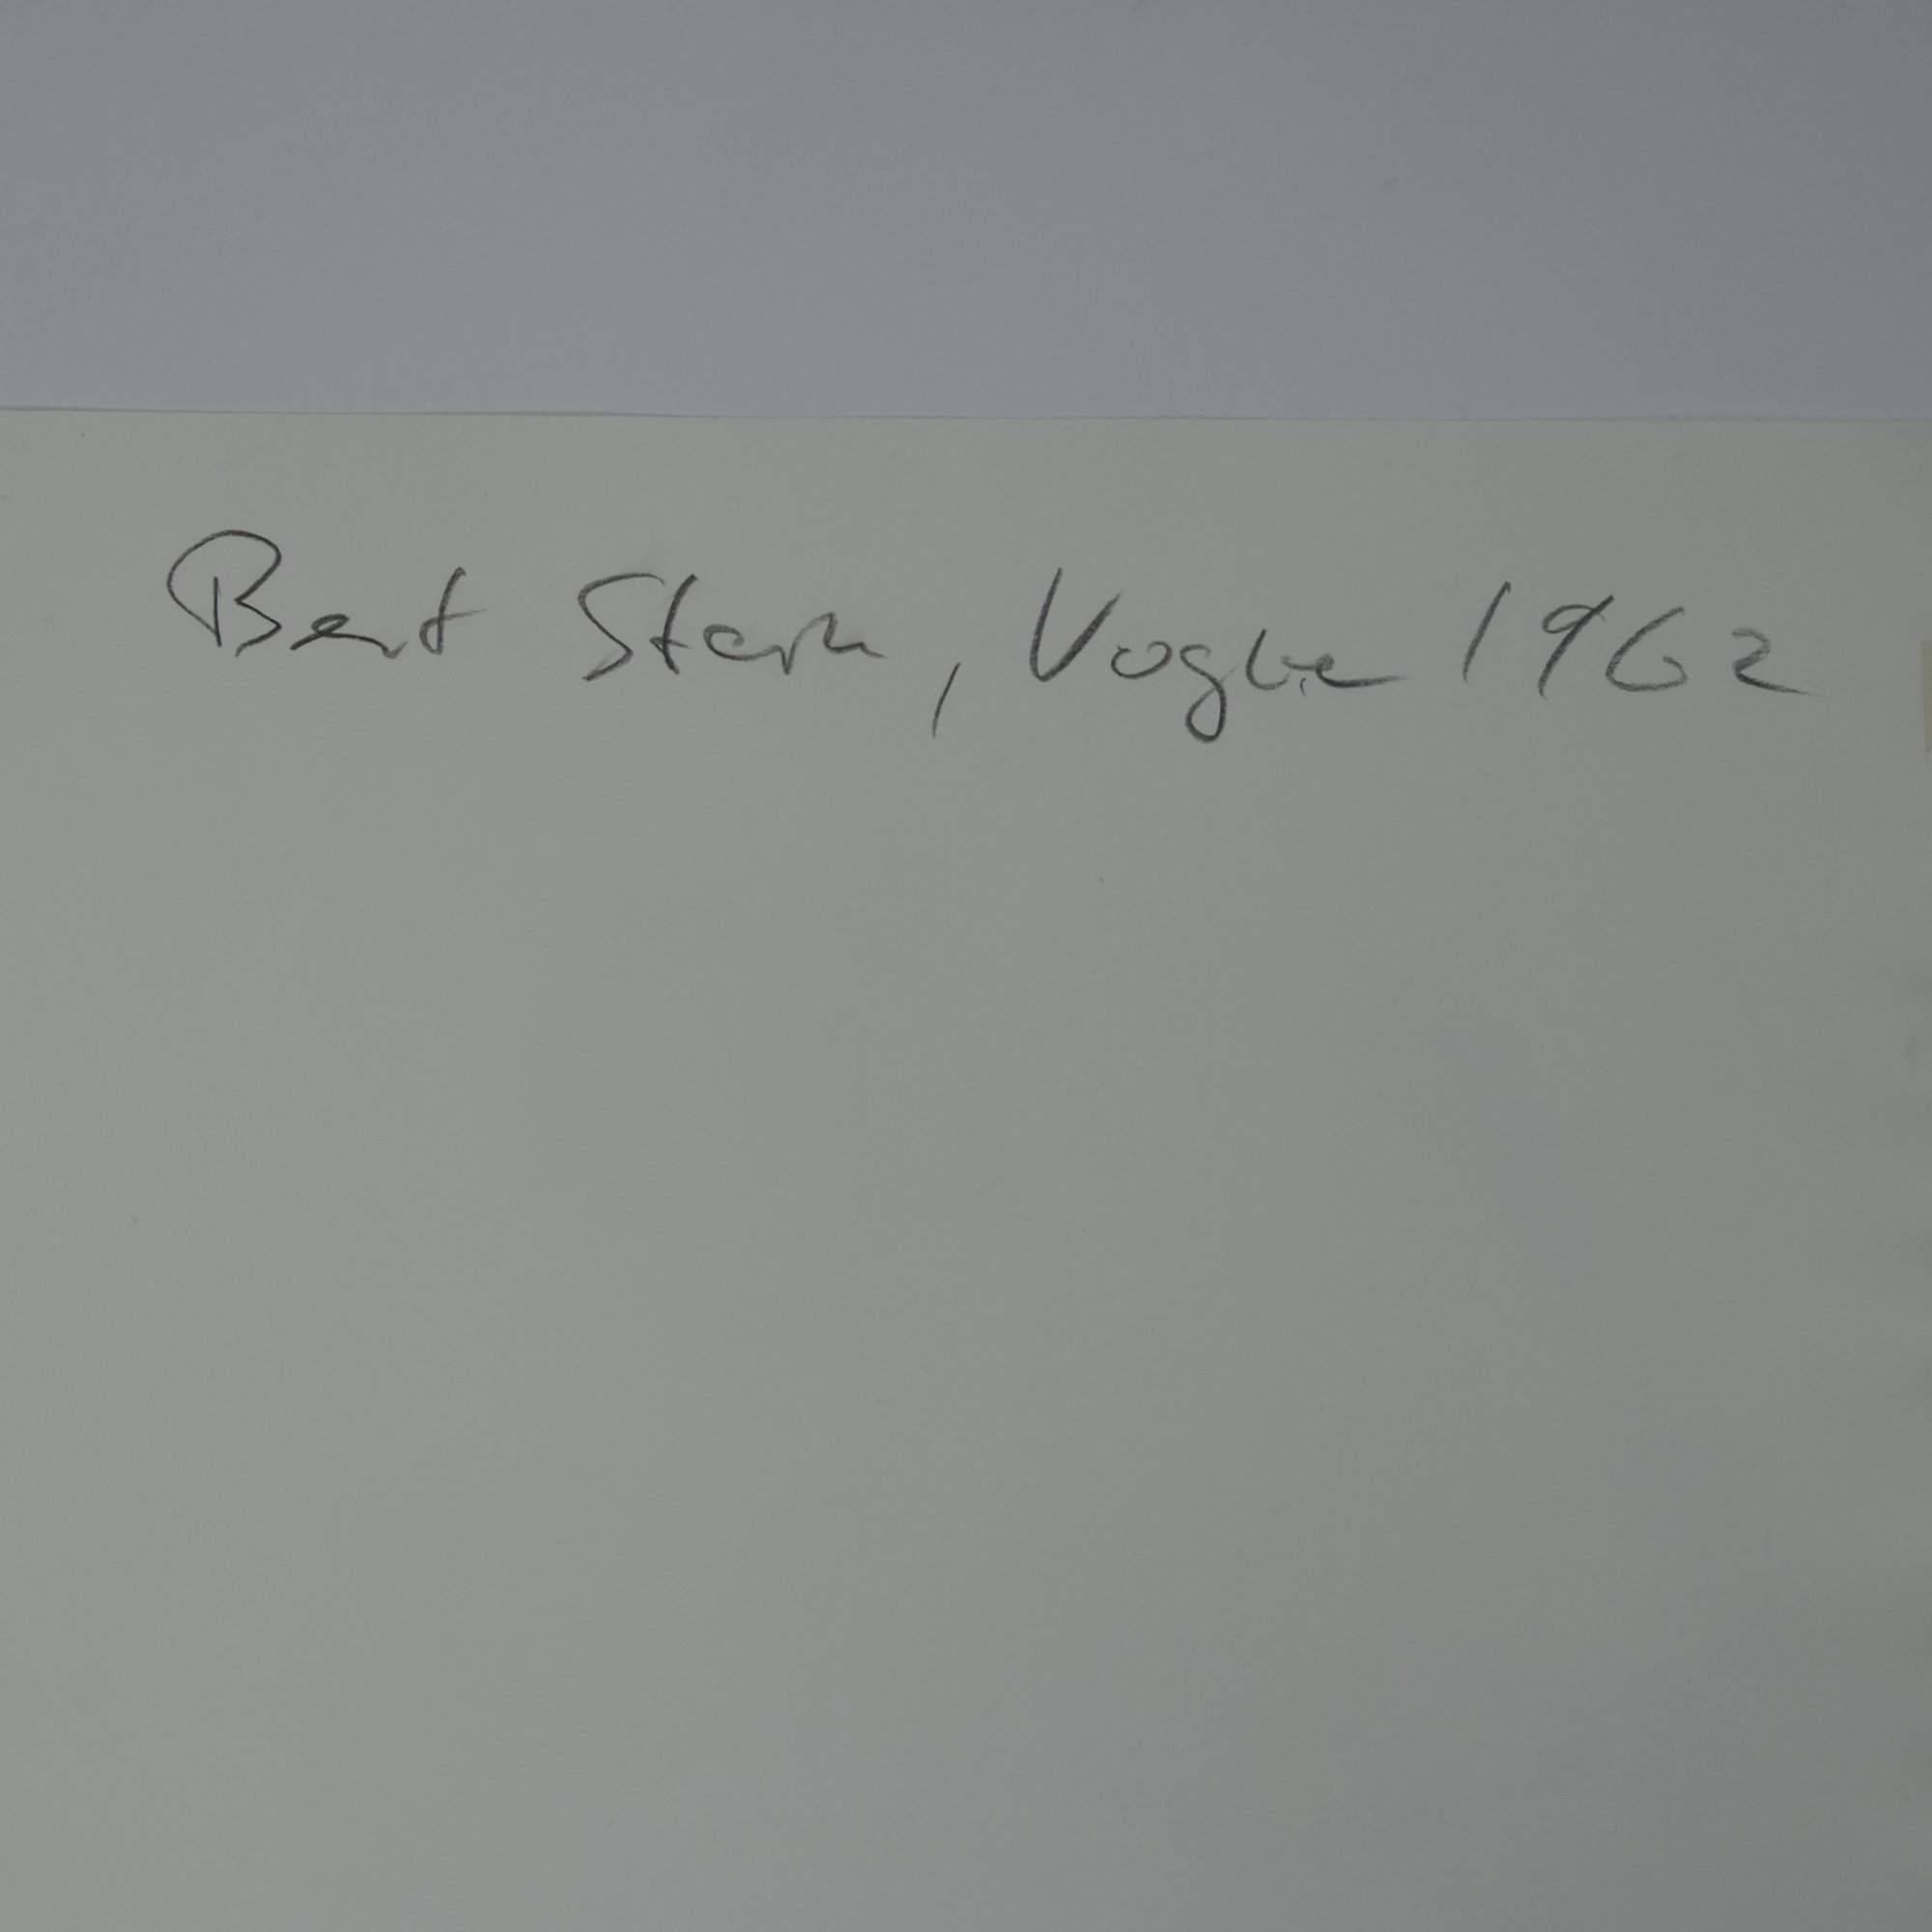 Bert Stern, Vogue 1962